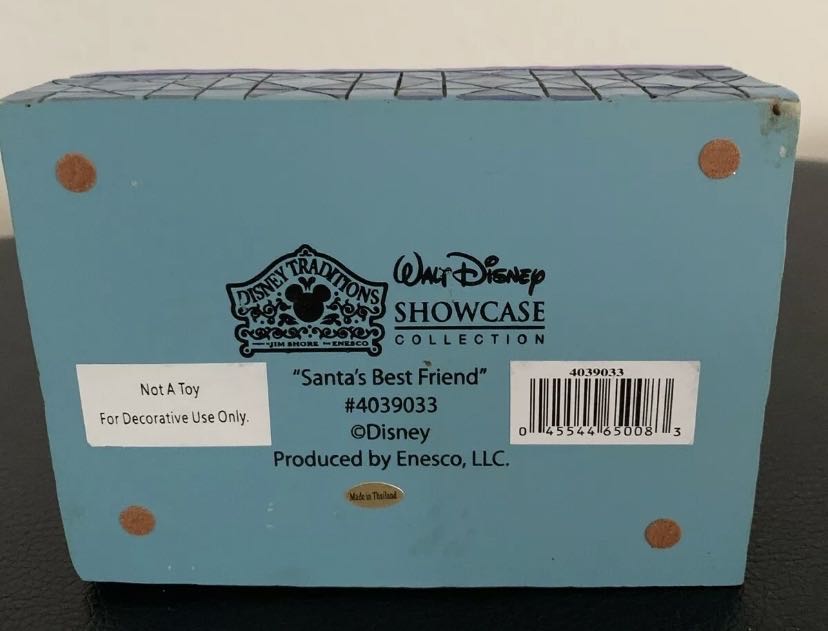 DISNEY TRADITIONS
JIM SHORE
ENESCO
Walt Disney
SHOWCASE
COLLECTION
Not A Toy
For Decorative Use Only.
"Santa's Best Friend"
#4039033
©Disney
Produced by Enesco, LLC.
4039033
0 45544 65008 3
Made in Thailand